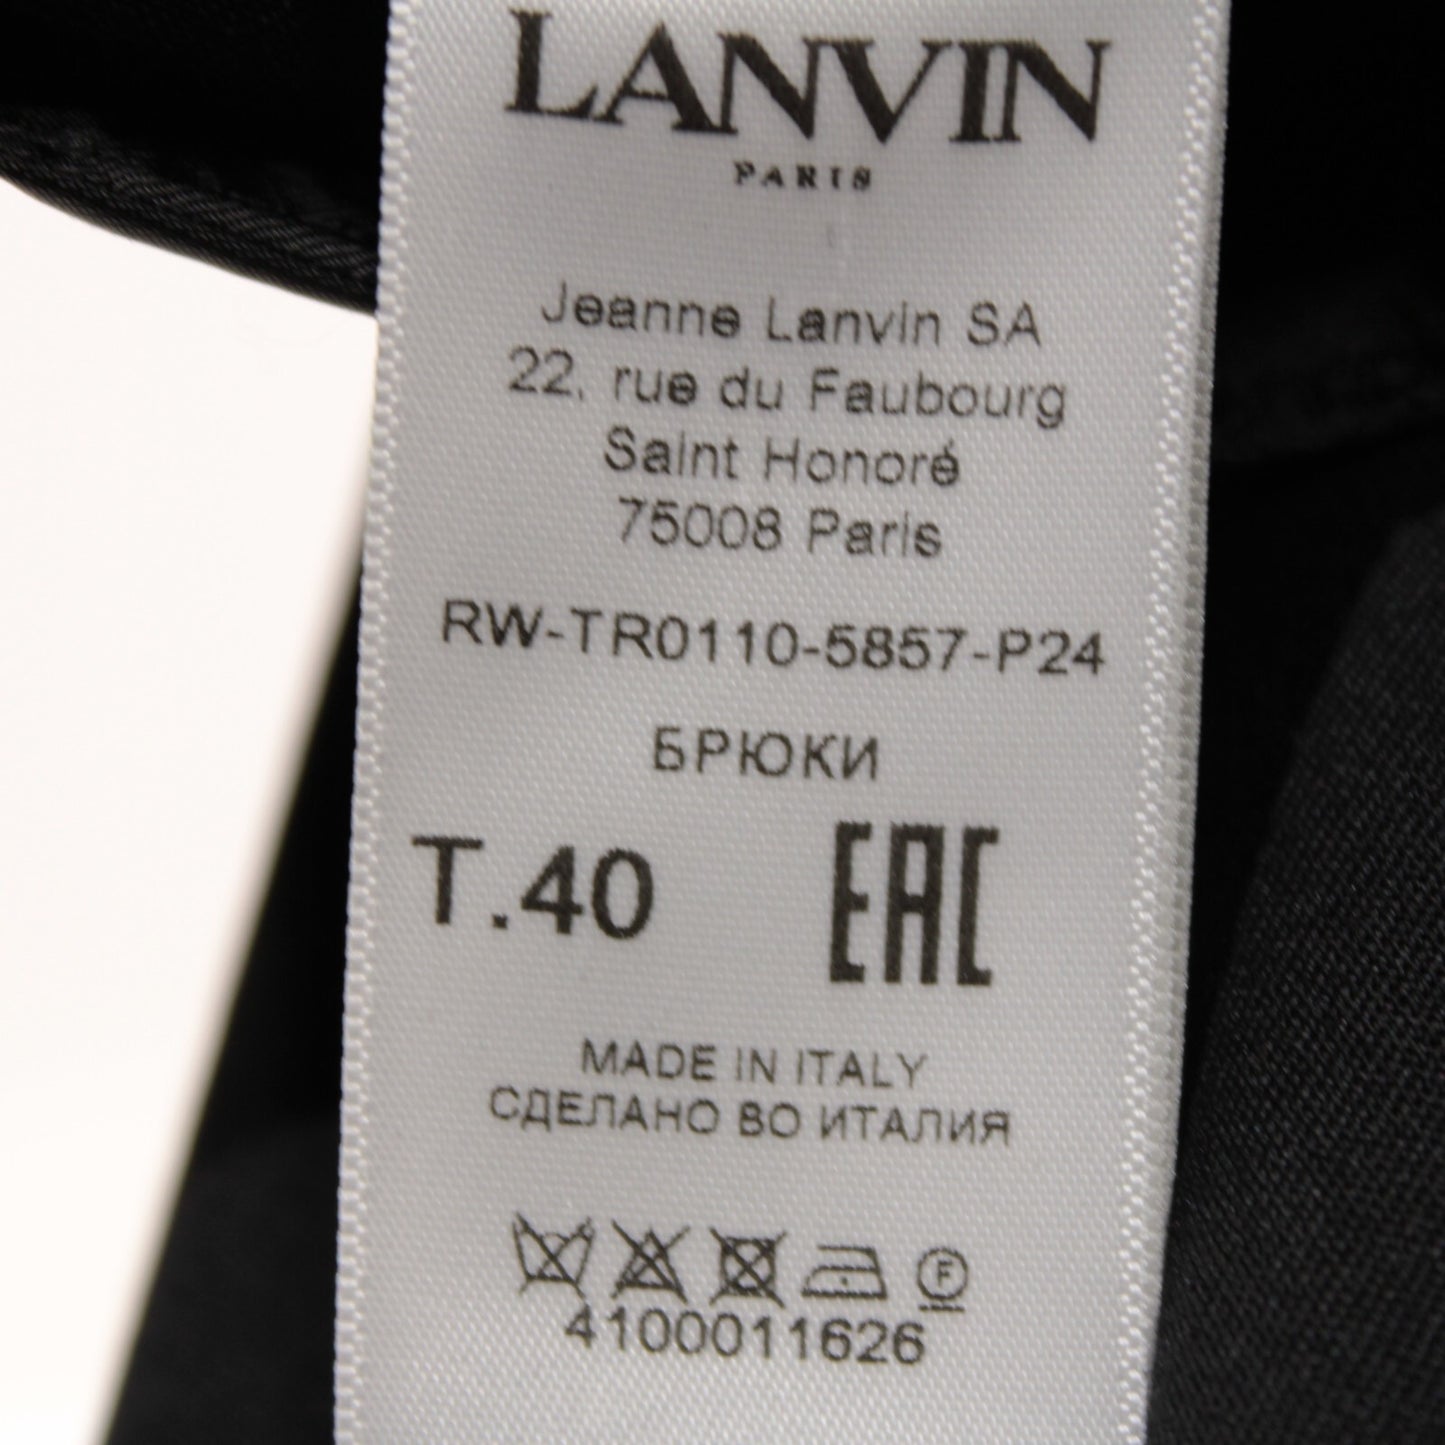 LANVIN
PARIS
Jeanne Lanvin SA
22, rue du Faubourg
Saint Honoré
75008 Paris
RW-TR0110-5857-P24
БРЮКИ
T.40 EAC
MADE IN ITALY
СДЕЛАНО ВО ИТАЛИЯ
F
4100011626